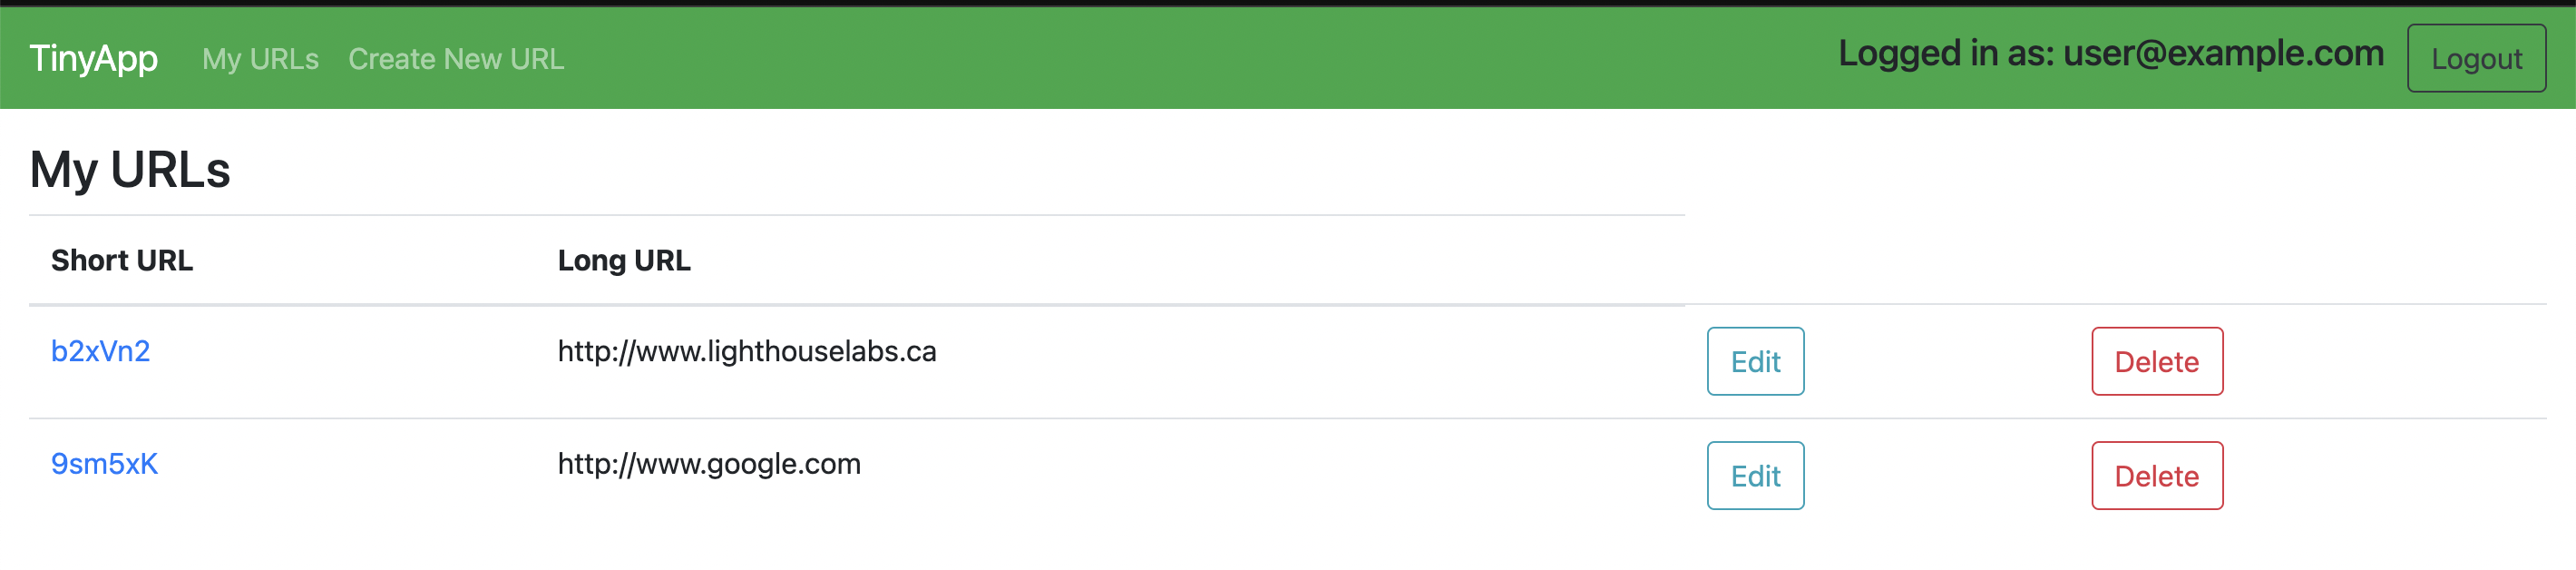 TinyApp My URLs Create New URL Logged in as: user@example.com Logout
My URLs
Short URL Long URL
b2xVn2 http://www.lighthouselabs.ca Edit Delete
9sm5xK http://www.google.com Edit Delete